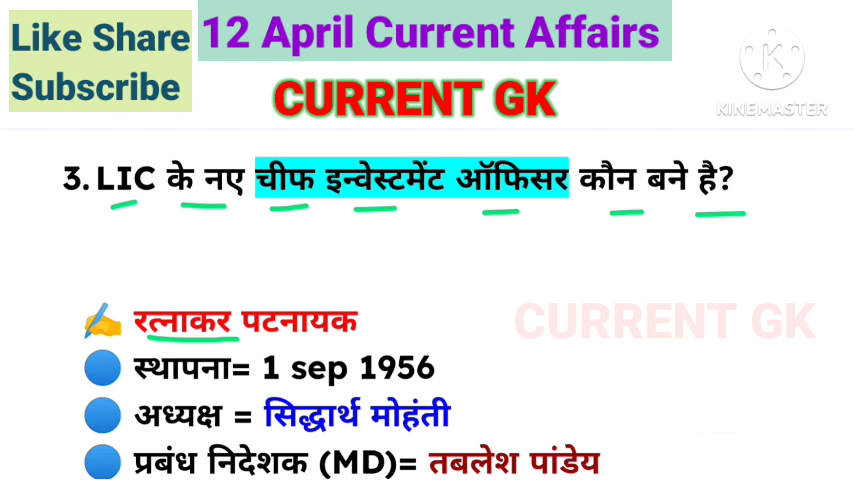 Like Share
Subscribe
12 April Current Affairs
CURRENT GK
KINEMASTER
3. LIC के नए चीफ इन्वेस्टमेंट ऑफिसर कौन बने है?
✍️ रत्नाकर पटनायक
CURRENT GK
🔵 स्थापना= 1 sep 1956
🔵 अध्यक्ष = सिद्धार्थ मोहंती
🔵 प्रबंध निदेशक (MD)= तबलेश पांडेय